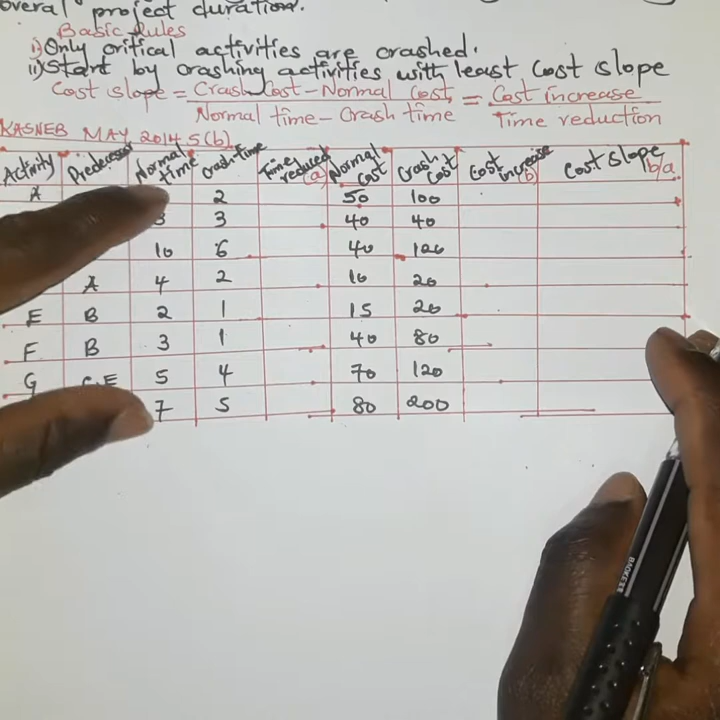 overal project duration.
Basic Rules
i) Only critical activities are crashed.
ii) Start by crashing activities with least cost slope
Cost slope = Crash Cost - Normal Cost = Cost increase
Normal time - Crash time Time reduction
KASNEB MAY 2014 5(b)
Activity Predecessor Normal time Crash time Time reduced (a) Normal Cost Crash Cost Cost increase (b) Cost slope b/a
A 2 50 100
3 3 40 40
10 6 40 120
A 4 2 10 20
E B 2 1 15 20
F B 3 1 40 80
G C,E 5 4 70 120
7 5 80 200